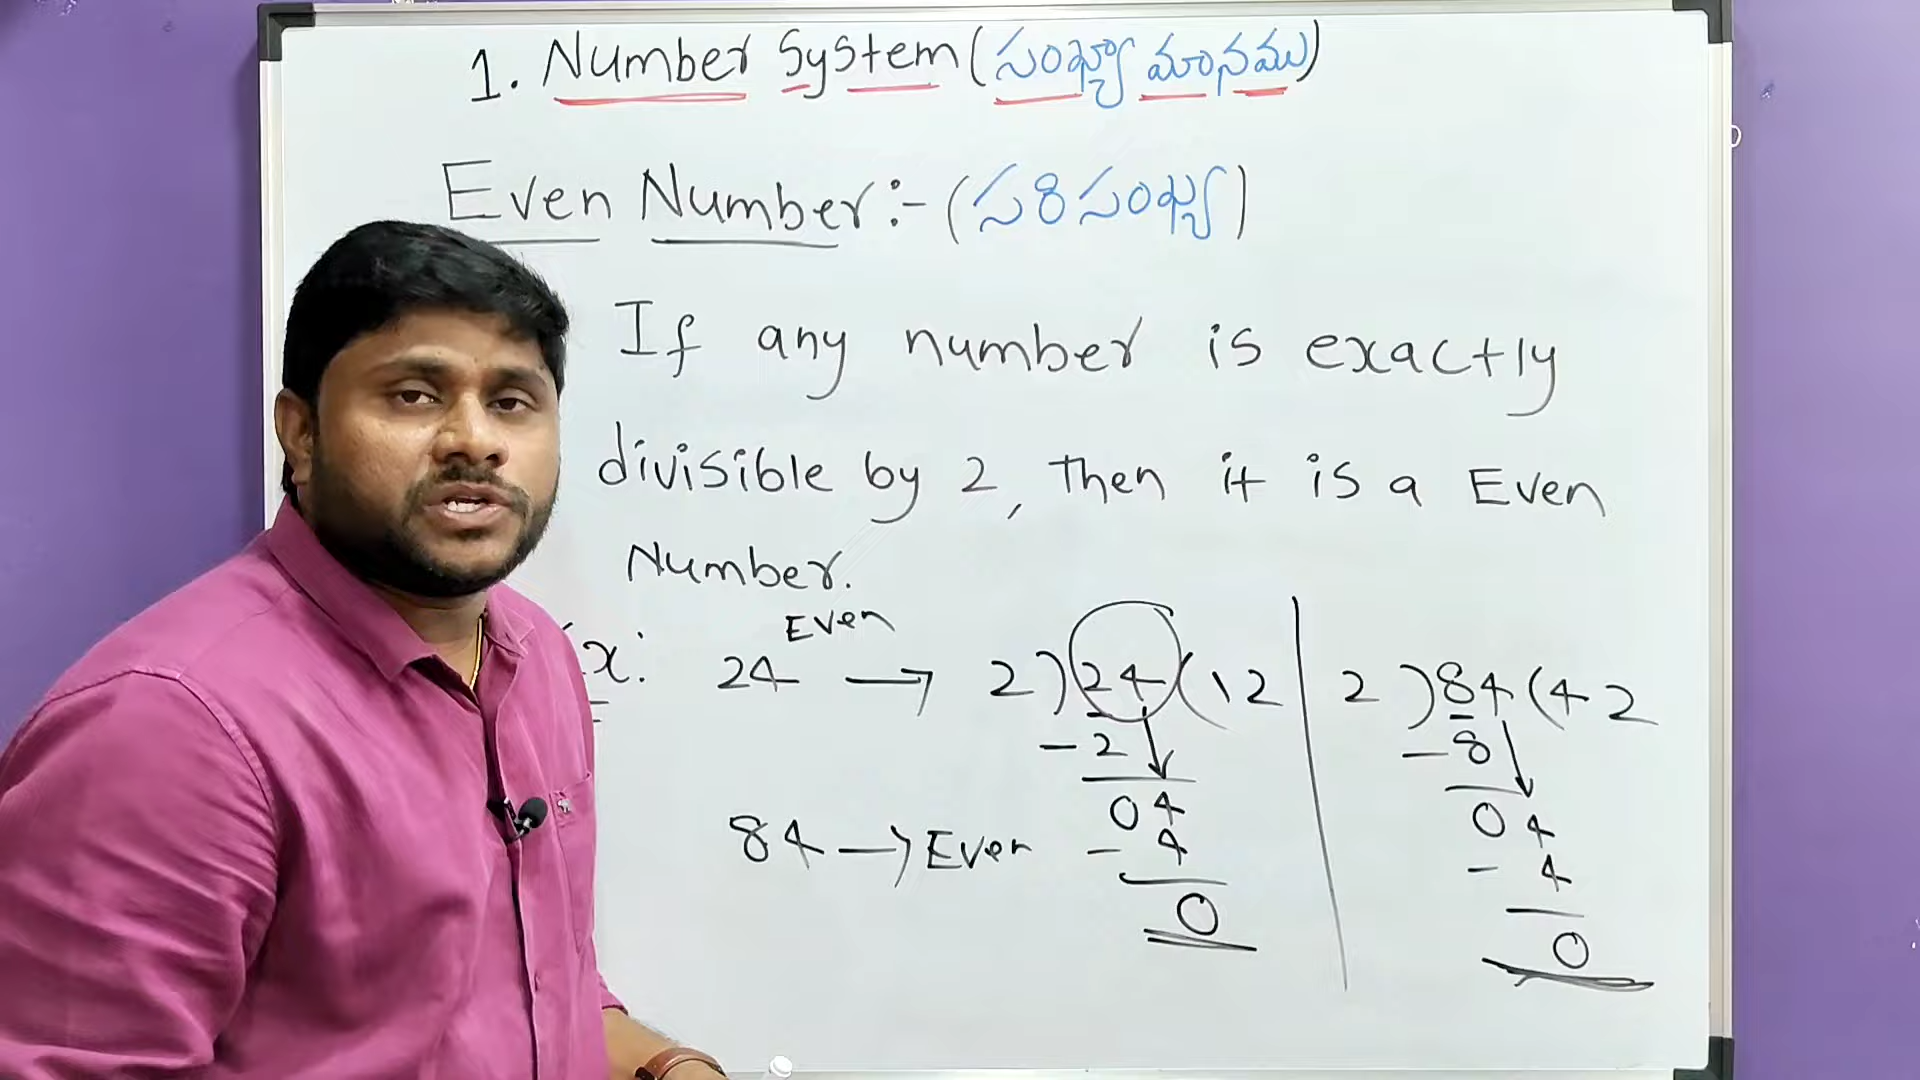 1. Number System (సంఖ్యా మానము)
Even Number:- (సరి సంఖ్య)
If any number is exactly
divisible by 2, then it is a Even
Number.
Even
x: 24 → 2)24(12 2)84(42
-2 -8
04 04
84 → Even -4 -4
0 0